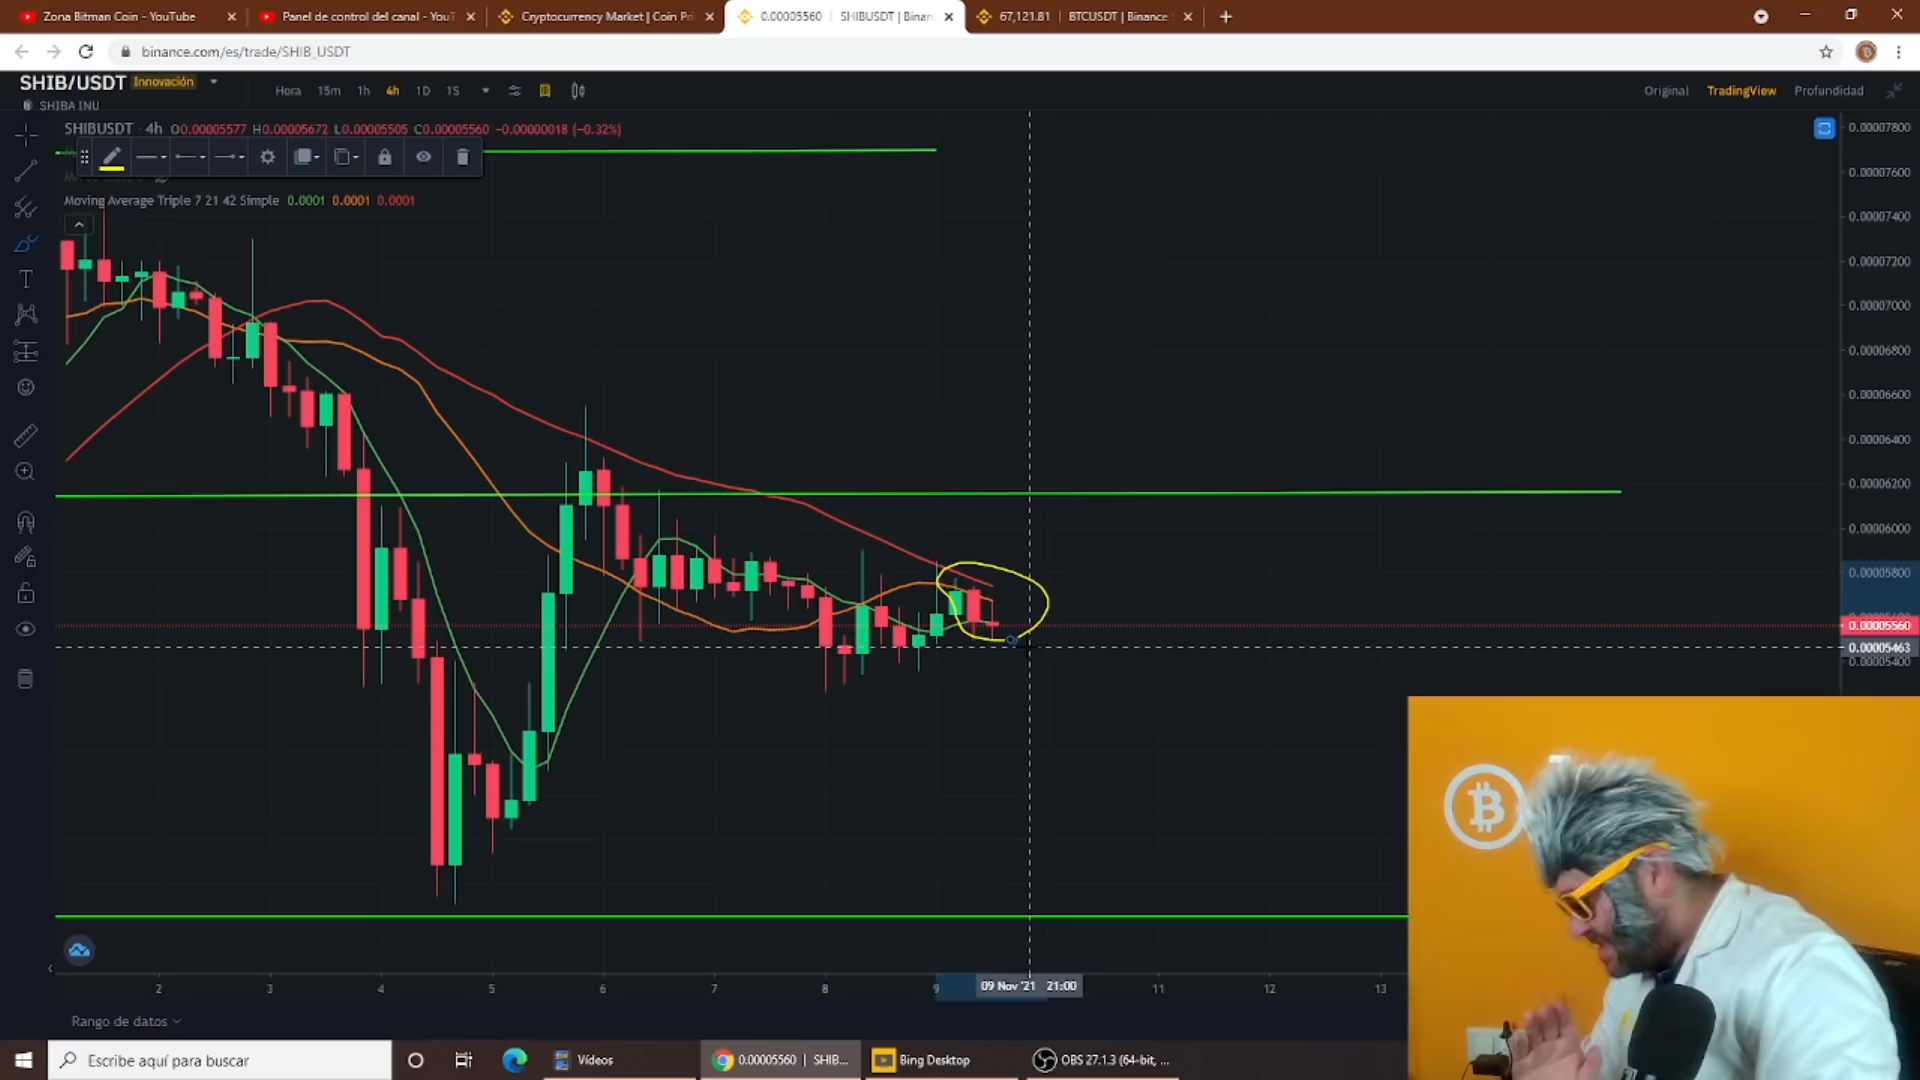 Zona Bitman Coin - YouTube
Panel de control del canal - YouT
Cryptocurrency Market | Coin Pri
0.00005560 | SHIBUSDT | Binan
67,121.81 | BTCUSDT | Binance
binance.com/es/trade/SHIB_USDT
SHIB/USDT Innovación
SHIBA INU
Hora 15m 1h 4h 1D 1S
Original TradingView Profundidad
SHIBUSDT · 4h O0.00005577 H0.00005672 L0.00005505 C0.00005560 −0.00000018 (−0.32%)
Moving Average Triple 7 21 42 Simple 0.0001 0.0001 0.0001
0.00007800
0.00007600
0.00007400
0.00007200
0.00007000
0.00006800
0.00006600
0.00006400
0.00006200
0.00006000
0.00005800
0.00005560
0.00005463
0.00005400
2 3 4 5 6 7 8 9 09 Nov '21 21:00 11 12 13
Rango de datos
Escribe aquí para buscar
Vídeos
0.00005560 | SHIB...
Bing Desktop
OBS 27.1.3 (64-bit, ...